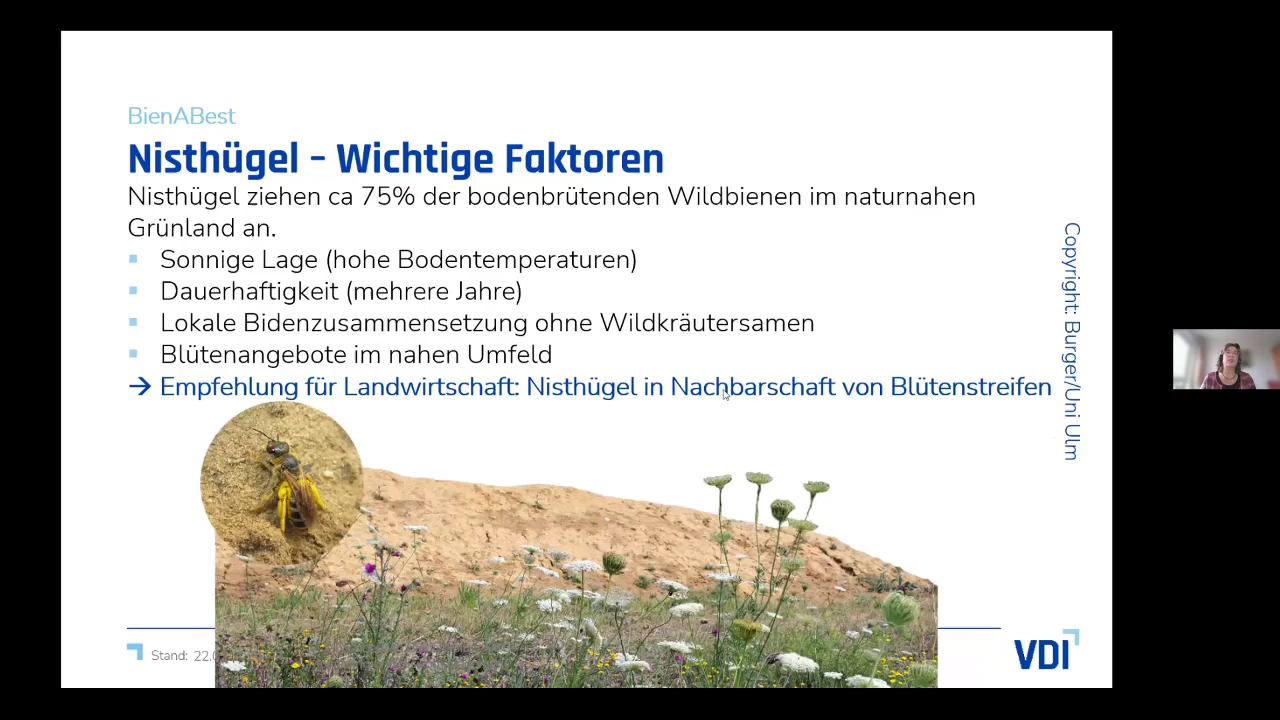 BienABest
Nisthügel – Wichtige Faktoren
Nisthügel ziehen ca 75% der bodenbrütenden Wildbienen im naturnahen
Grünland an.
Sonnige Lage (hohe Bodentemperaturen)
Dauerhaftigkeit (mehrere Jahre)
Lokale Bidenzusammensetzung ohne Wildkräutersamen
Blütenangebote im nahen Umfeld
→ Empfehlung für Landwirtschaft: Nisthügel in Nachbarschaft von Blütenstreifen
Copyright: Burger/Uni Ulm
Stand: 22.
VDI